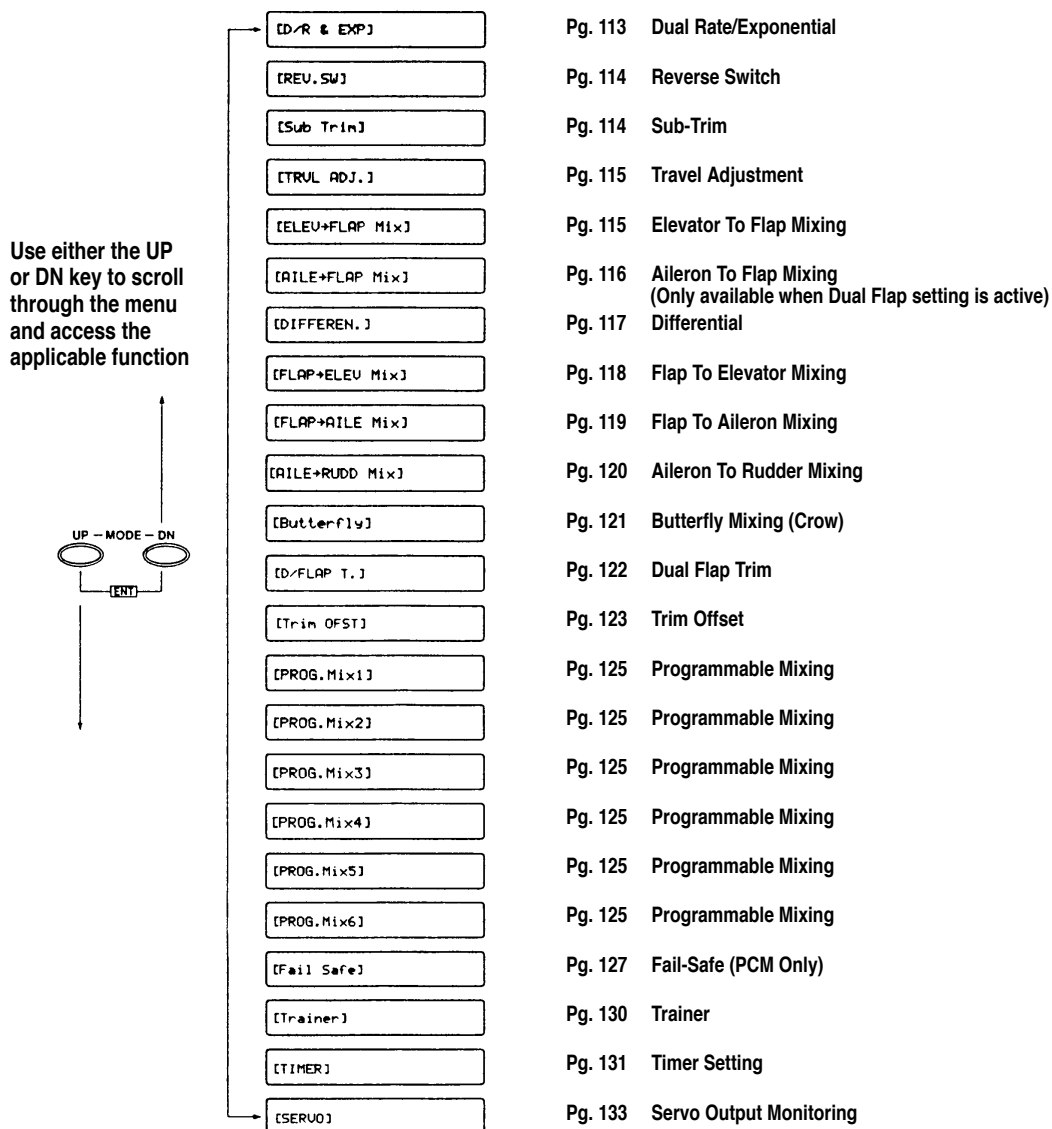 [D/R & EXP] Pg. 113 Dual Rate/Exponential
[REV.SW] Pg. 114 Reverse Switch
[Sub Trim] Pg. 114 Sub-Trim
[TRVL ADJ.] Pg. 115 Travel Adjustment
[ELEV→FLAP Mix] Pg. 115 Elevator To Flap Mixing
Use either the UP
or DN key to scroll
through the menu
and access the
applicable function
[AILE→FLAP Mix] Pg. 116 Aileron To Flap Mixing
(Only available when Dual Flap setting is active)
[DIFFEREN.] Pg. 117 Differential
[FLAP→ELEV Mix] Pg. 118 Flap To Elevator Mixing
[FLAP→AILE Mix] Pg. 119 Flap To Aileron Mixing
[AILE→RUDD Mix] Pg. 120 Aileron To Rudder Mixing
[Butterfly] Pg. 121 Butterfly Mixing (Crow)
UP – MODE – DN
ENT
[D/FLAP T.] Pg. 122 Dual Flap Trim
[Trim OFST] Pg. 123 Trim Offset
[PROG.Mix1] Pg. 125 Programmable Mixing
[PROG.Mix2] Pg. 125 Programmable Mixing
[PROG.Mix3] Pg. 125 Programmable Mixing
[PROG.Mix4] Pg. 125 Programmable Mixing
[PROG.Mix5] Pg. 125 Programmable Mixing
[PROG.Mix6] Pg. 125 Programmable Mixing
[Fail Safe] Pg. 127 Fail-Safe (PCM Only)
[Trainer] Pg. 130 Trainer
[TIMER] Pg. 131 Timer Setting
[SERVO] Pg. 133 Servo Output Monitoring